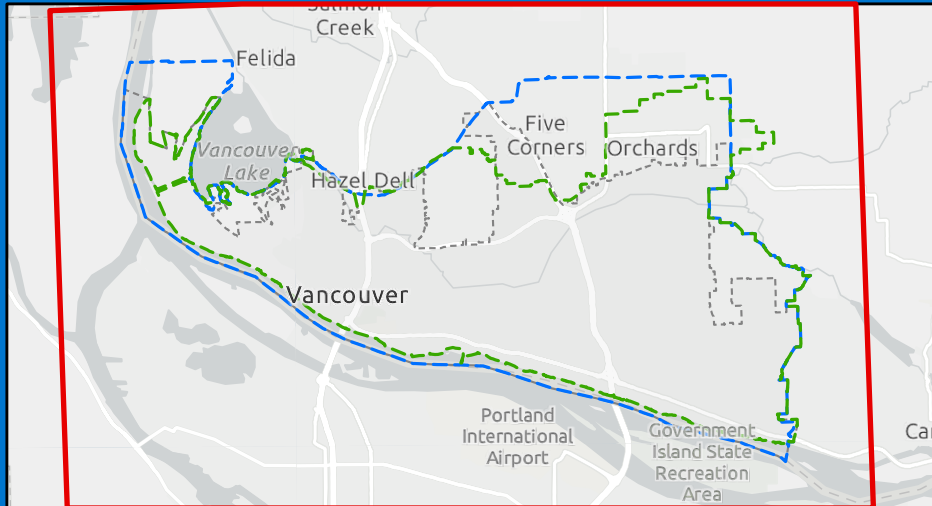 Salmon
Creek
Felida
Five
Corners
Orchards
Vancouver
Lake
Hazel Dell
Vancouver
Portland
International
Airport
Government
Island State
Recreation
Area